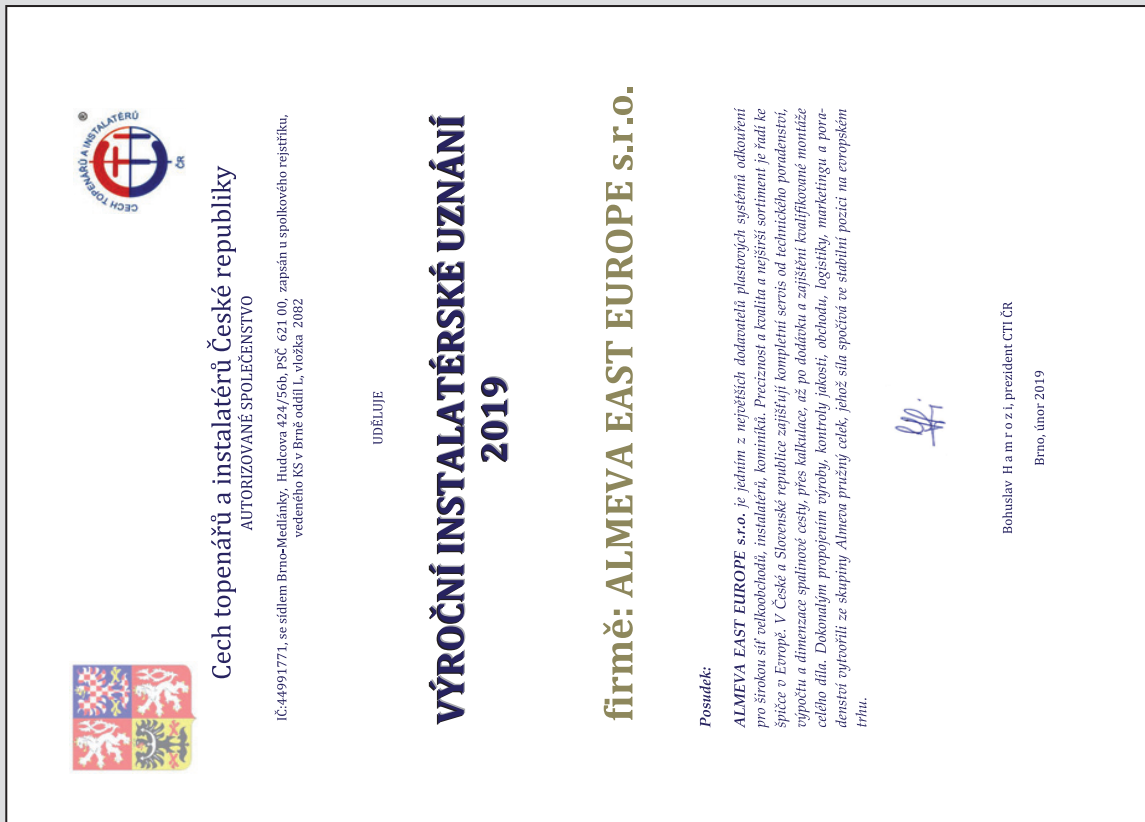 CECH TOPENÁŘŮ A INSTALATÉRŮ ČR ®
Cech topenářů a instalatérů České republiky
AUTORIZOVANÉ SPOLEČENSTVO
IČ:44991771, se sídlem Brno-Medlánky, Hudcova 424/56b, PSČ 621 00, zapsán u spolkového rejstříku,
vedeného KS v Brně oddíl L, vložka 2082
UDĚLUJE
VÝROČNÍ INSTALATÉRSKÉ UZNÁNÍ
2019
firmě: ALMEVA EAST EUROPE s.r.o.
Posudek:
ALMEVA EAST EUROPE s.r.o. je jedním z největších dodavatelů plastových systémů odkouření
pro širokou síť velkoobchodů, instalatérů, kominíků. Preciznost a kvalita a nejširší sortiment je řadí ke
špičce v Evropě. V České a Slovenské republice zajišťují kompletní servis od technického poradenství,
výpočtu a dimenzace spalinové cesty, přes kalkulace, až po dodávku a zajištění kvalifikované montáže
celého díla. Dokonalým propojením výroby, kontroly jakosti, obchodu, logistiky, marketingu a pora-
denství vytvořili ze skupiny Almeva pružný celek, jehož síla spočívá ve stabilní pozici na evropském
trhu.
Bohuslav H a m r o z i, prezident CTI ČR
Brno, únor 2019